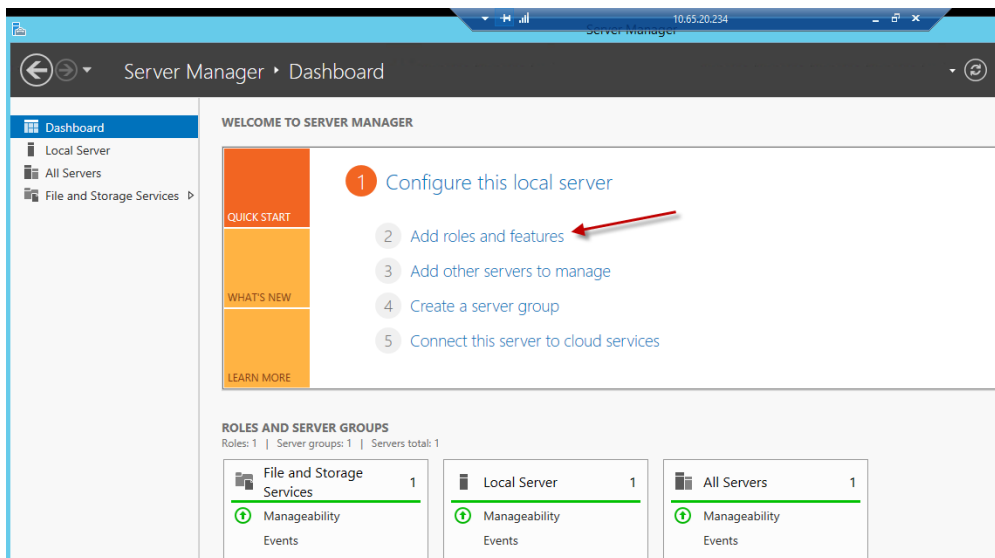 10.65.20.234
Server Manager
Server Manager • Dashboard
Dashboard
Local Server
All Servers
File and Storage Services
WELCOME TO SERVER MANAGER
QUICK START
WHAT'S NEW
LEARN MORE
1 Configure this local server
2 Add roles and features
3 Add other servers to manage
4 Create a server group
5 Connect this server to cloud services
ROLES AND SERVER GROUPS
Roles: 1 | Server groups: 1 | Servers total: 1
File and Storage Services 1
Manageability
Events
Local Server 1
Manageability
Events
All Servers 1
Manageability
Events